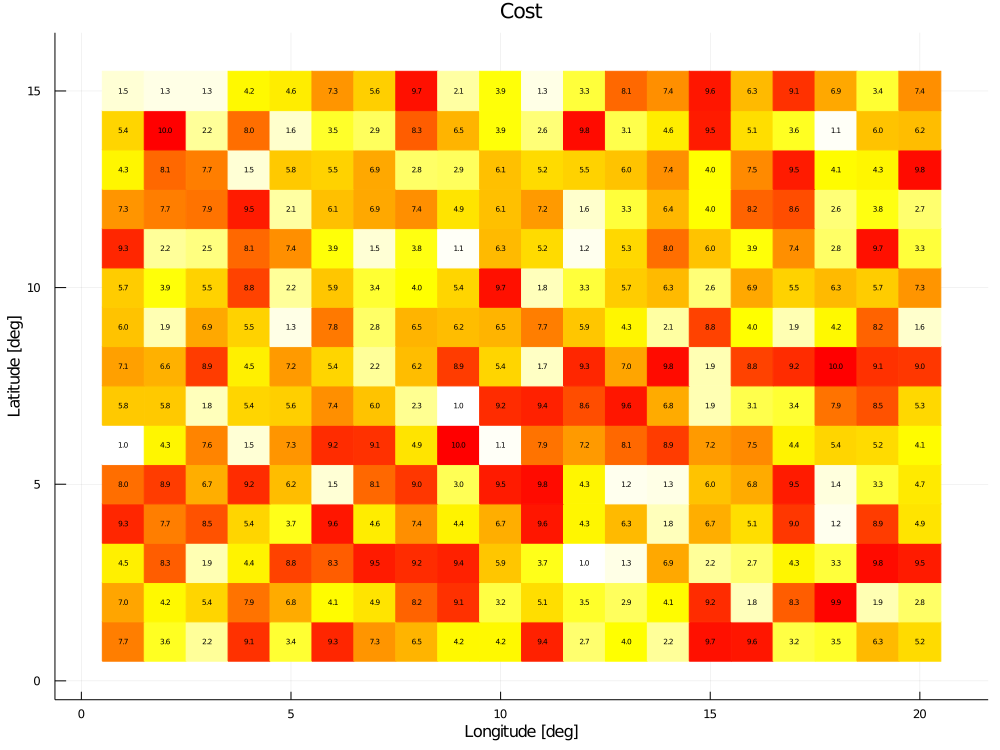 Cost
15
1.5 1.3 1.3 4.2 4.6 7.3 5.6 9.7 2.1 3.9 1.3 3.3 8.1 7.4 9.6 6.3 9.1 6.9 3.4 7.4
5.4 10.0 2.2 8.0 1.6 3.5 2.9 8.3 6.5 3.9 2.6 9.8 3.1 4.6 9.5 5.1 3.6 1.1 6.0 6.2
4.3 8.1 7.7 1.5 5.8 5.5 6.9 2.8 2.9 6.1 5.2 5.5 6.0 7.4 4.0 7.5 9.5 4.1 4.3 9.8
7.3 7.7 7.9 9.5 2.1 6.1 6.9 7.4 4.9 6.1 7.2 1.6 3.3 6.4 4.0 8.2 8.6 2.6 3.8 2.7
9.3 2.2 2.5 8.1 7.4 3.9 1.5 3.8 1.1 6.3 5.2 1.2 5.3 8.0 6.0 3.9 7.4 2.8 9.7 3.3
10
5.7 3.9 5.5 8.8 2.2 5.9 3.4 4.0 5.4 9.7 1.8 3.3 5.7 6.3 2.6 6.9 5.5 6.3 5.7 7.3
6.0 1.9 6.9 5.5 1.3 7.8 2.8 6.5 6.2 6.5 7.7 5.9 4.3 2.1 8.8 4.0 1.9 4.2 8.2 1.6
7.1 6.6 8.9 4.5 7.2 5.4 2.2 6.2 8.9 5.4 1.7 9.3 7.0 9.8 1.9 8.8 9.2 10.0 9.1 9.0
Latitude [deg]
5.8 5.8 1.8 5.4 5.6 7.4 6.0 2.3 1.0 9.2 9.4 8.6 9.6 6.8 1.9 3.1 3.4 7.9 8.5 5.3
1.0 4.3 7.6 1.5 7.3 9.2 9.1 4.9 10.0 1.1 7.9 7.2 8.1 8.9 7.2 7.5 4.4 5.4 5.2 4.1
5
8.0 8.9 6.7 9.2 6.2 1.5 8.1 9.0 3.0 9.5 9.8 4.3 1.2 1.3 6.0 6.8 9.5 1.4 3.3 4.7
9.3 7.7 8.5 5.4 3.7 9.6 4.6 7.4 4.4 6.7 9.6 4.3 6.3 1.8 6.7 5.1 9.0 1.2 8.9 4.9
4.5 8.3 1.9 4.4 8.8 8.3 9.5 9.2 9.4 5.9 3.7 1.0 1.3 6.9 2.2 2.7 4.3 3.3 9.8 9.5
7.0 4.2 5.4 7.9 6.8 4.1 4.9 8.2 9.1 3.2 5.1 3.5 2.9 4.1 9.2 1.8 8.3 9.9 1.9 2.8
7.7 3.6 2.2 9.1 3.4 9.3 7.3 6.5 4.2 4.2 9.4 2.7 4.0 2.2 9.7 9.6 3.2 3.5 6.3 5.2
0
0 5 10 15 20
Longitude [deg]